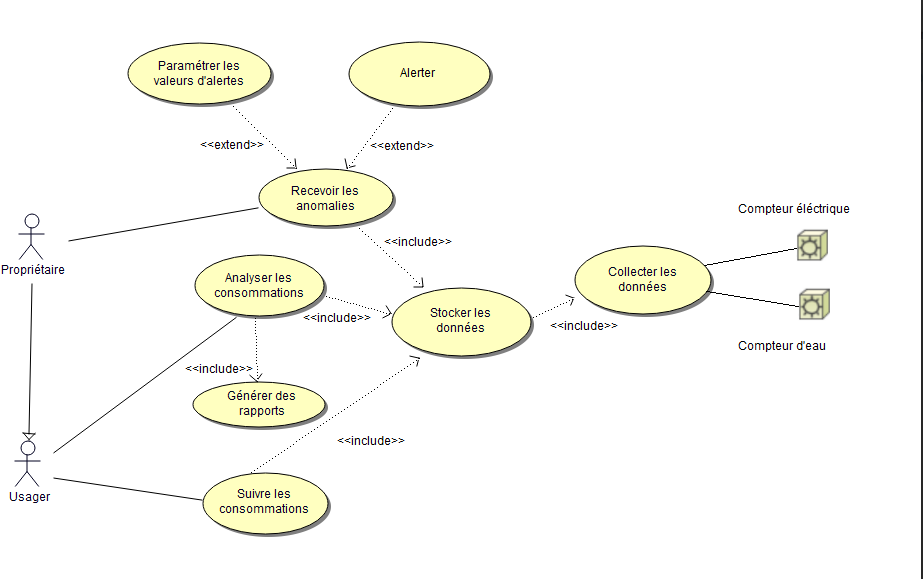 Paramétrer les
valeurs d'alertes
Alerter
<<extend>>
<<extend>>
Recevoir les
anomalies
Compteur éléctrique
Propriétaire
<<include>>
Analyser les
consommations
Collecter les
données
<<include>>
Stocker les
données
<<include>>
Compteur d'eau
<<include>>
Générer des
rapports
<<include>>
Usager
Suivre les
consommations